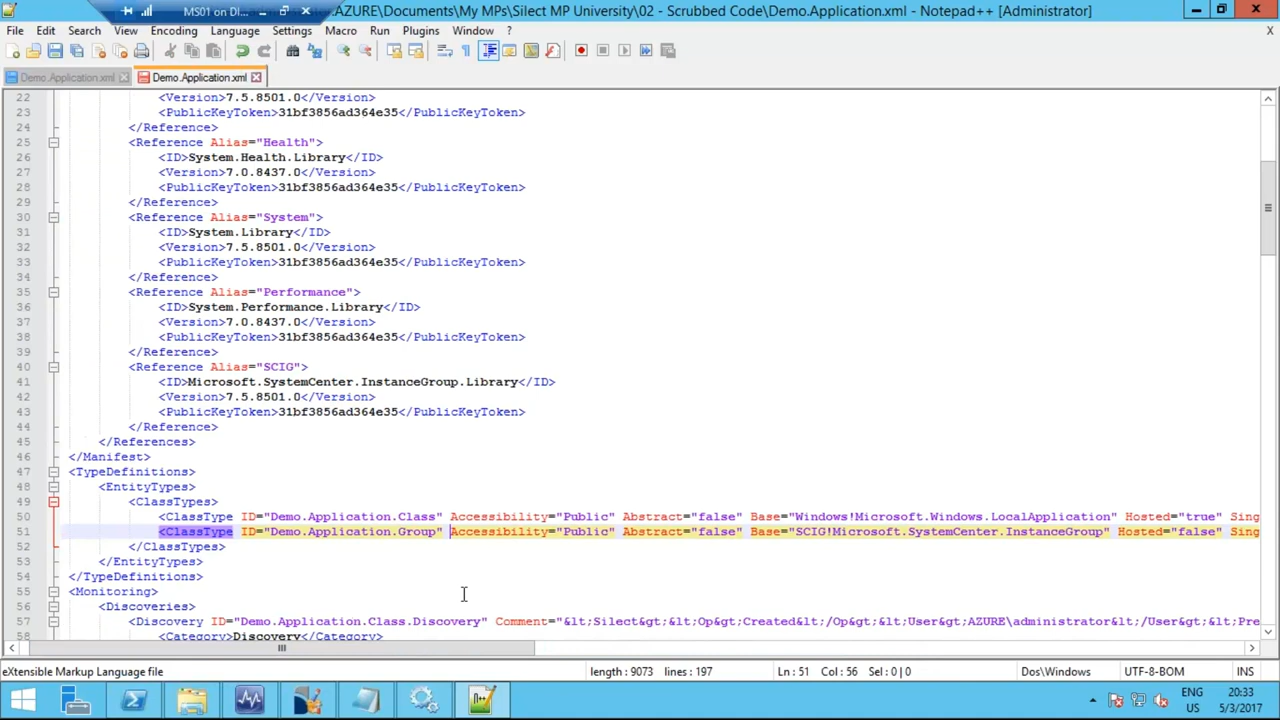 MS01 on DI...
.AZURE\Documents\My MPs\Silect MP University\02 - Scrubbed Code\Demo.Application.xml - Notepad++ [Administrator]
File Edit Search View Encoding Language Settings Macro Run Plugins Window ? X
Demo.Application.xml Demo.Application.xml
22 <Version>7.5.8501.0</Version>
23 <PublicKeyToken>31bf3856ad364e35</PublicKeyToken>
24 </Reference>
25 <Reference Alias="Health">
26 <ID>System.Health.Library</ID>
27 <Version>7.0.8437.0</Version>
28 <PublicKeyToken>31bf3856ad364e35</PublicKeyToken>
29 </Reference>
30 <Reference Alias="System">
31 <ID>System.Library</ID>
32 <Version>7.5.8501.0</Version>
33 <PublicKeyToken>31bf3856ad364e35</PublicKeyToken>
34 </Reference>
35 <Reference Alias="Performance">
36 <ID>System.Performance.Library</ID>
37 <Version>7.0.8437.0</Version>
38 <PublicKeyToken>31bf3856ad364e35</PublicKeyToken>
39 </Reference>
40 <Reference Alias="SCIG">
41 <ID>Microsoft.SystemCenter.InstanceGroup.Library</ID>
42 <Version>7.5.8501.0</Version>
43 <PublicKeyToken>31bf3856ad364e35</PublicKeyToken>
44 </Reference>
45 </References>
46 </Manifest>
47 <TypeDefinitions>
48 <EntityTypes>
49 <ClassTypes>
50 <ClassType ID="Demo.Application.Class" Accessibility="Public" Abstract="false" Base="Windows!Microsoft.Windows.LocalApplication" Hosted="true" Sing
51 <ClassType ID="Demo.Application.Group" Accessibility="Public" Abstract="false" Base="SCIG!Microsoft.SystemCenter.InstanceGroup" Hosted="false" Sing
52 </ClassTypes>
53 </EntityTypes>
54 </TypeDefinitions>
55 <Monitoring>
56 <Discoveries>
57 <Discovery ID="Demo.Application.Class.Discovery" Comment="&lt;Silect&gt;&lt;Op&gt;Created&lt;/Op&gt;&lt;User&gt;AZURE\administrator&lt;/User&gt;&lt;Pre
58 <Category>Discovery</Category>
eXtensible Markup Language file length : 9073 lines : 197 Ln : 51 Col : 56 Sel : 0 | 0 Dos\Windows UTF-8-BOM INS
ENG 20:33
US 5/3/2017